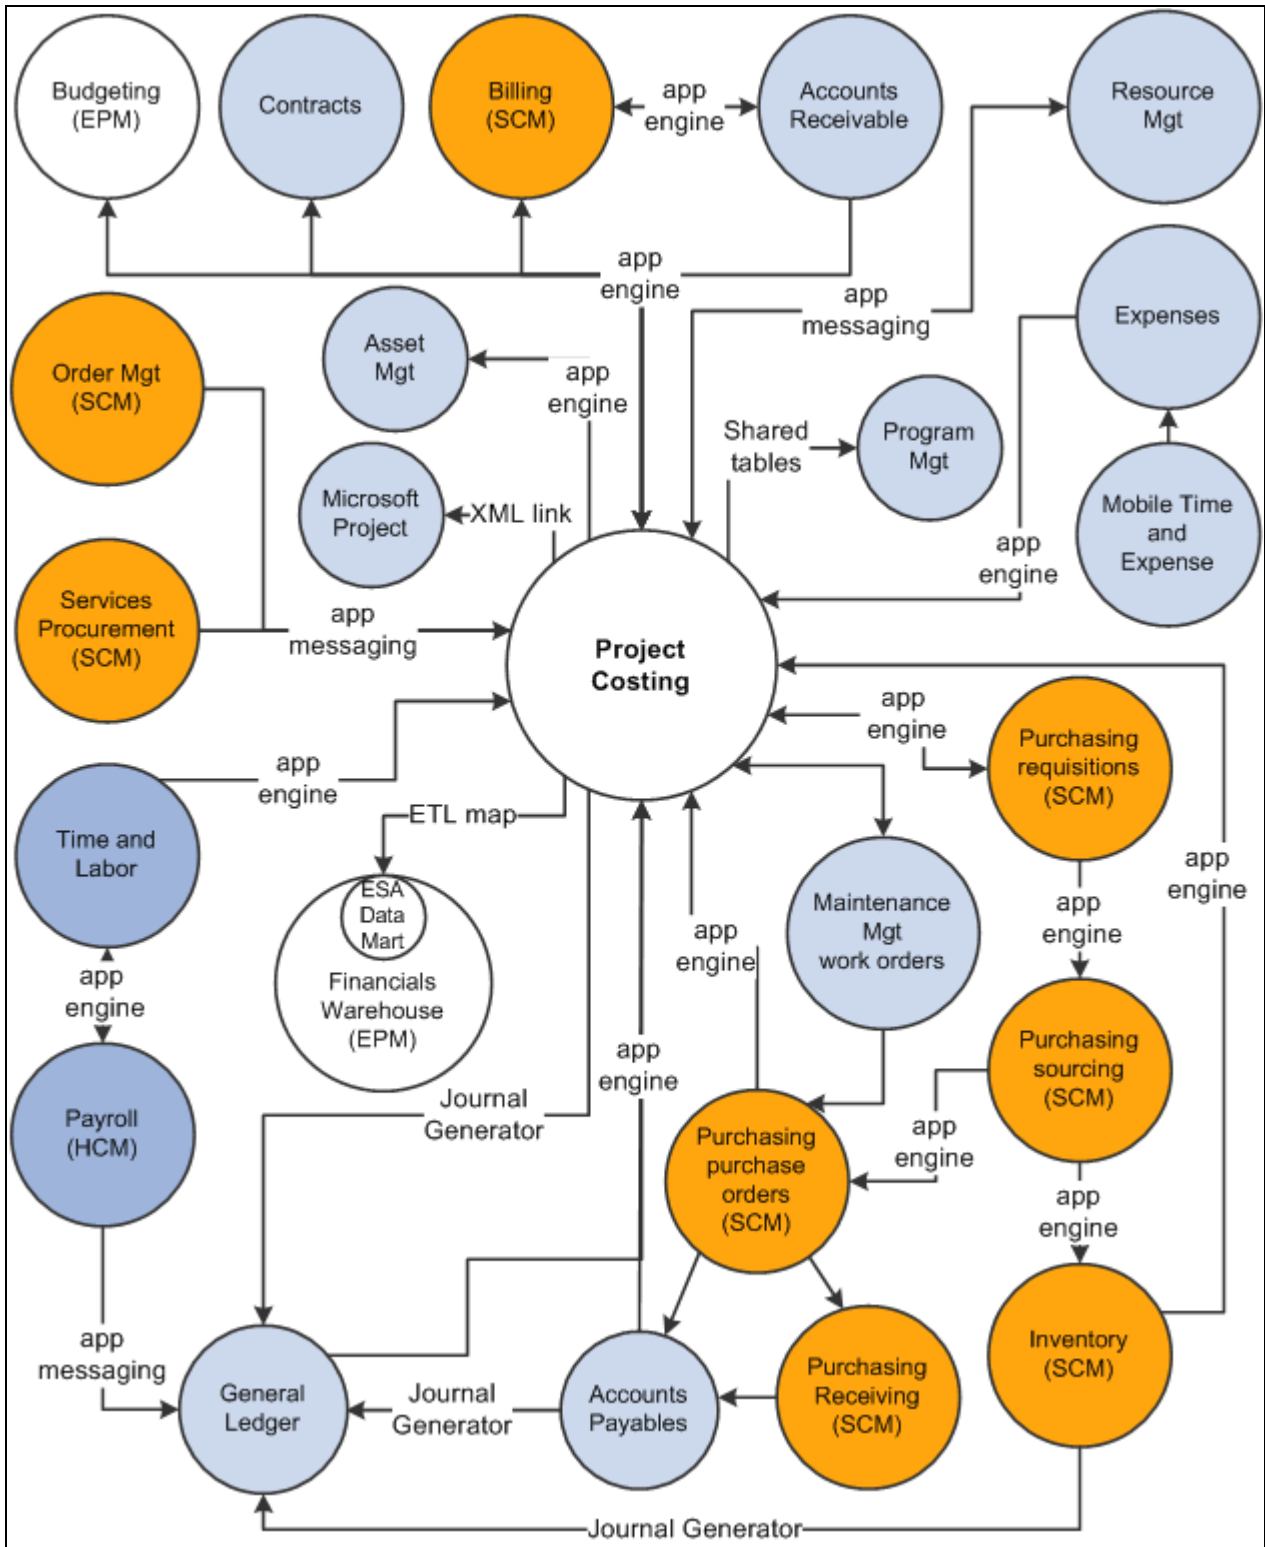 Budgeting
(EPM)
Contracts
Billing
(SCM)
app
engine
Accounts
Receivable
Resource
Mgt
app
engine
app
messaging
Expenses
Order Mgt
(SCM)
Asset
Mgt
app
engine
Shared
tables
Program
Mgt
Microsoft
Project
XML link
Mobile Time
and
Expense
app
engine
Services
Procurement
(SCM)
app
messaging
Project
Costing
app
engine
Purchasing
requisitions
(SCM)
app
engine
Time and
Labor
ETL map
ESA
Data
Mart
Financials
Warehouse
(EPM)
app
engine
Maintenance
Mgt
work orders
app
engine
app
engine
app
engine
Payroll
(HCM)
Journal
Generator
app
engine
Purchasing
sourcing
(SCM)
Purchasing
purchase
orders
(SCM)
app
engine
app
engine
app
messaging
General
Ledger
Journal
Generator
Accounts
Payables
Purchasing
Receiving
(SCM)
Inventory
(SCM)
Journal Generator